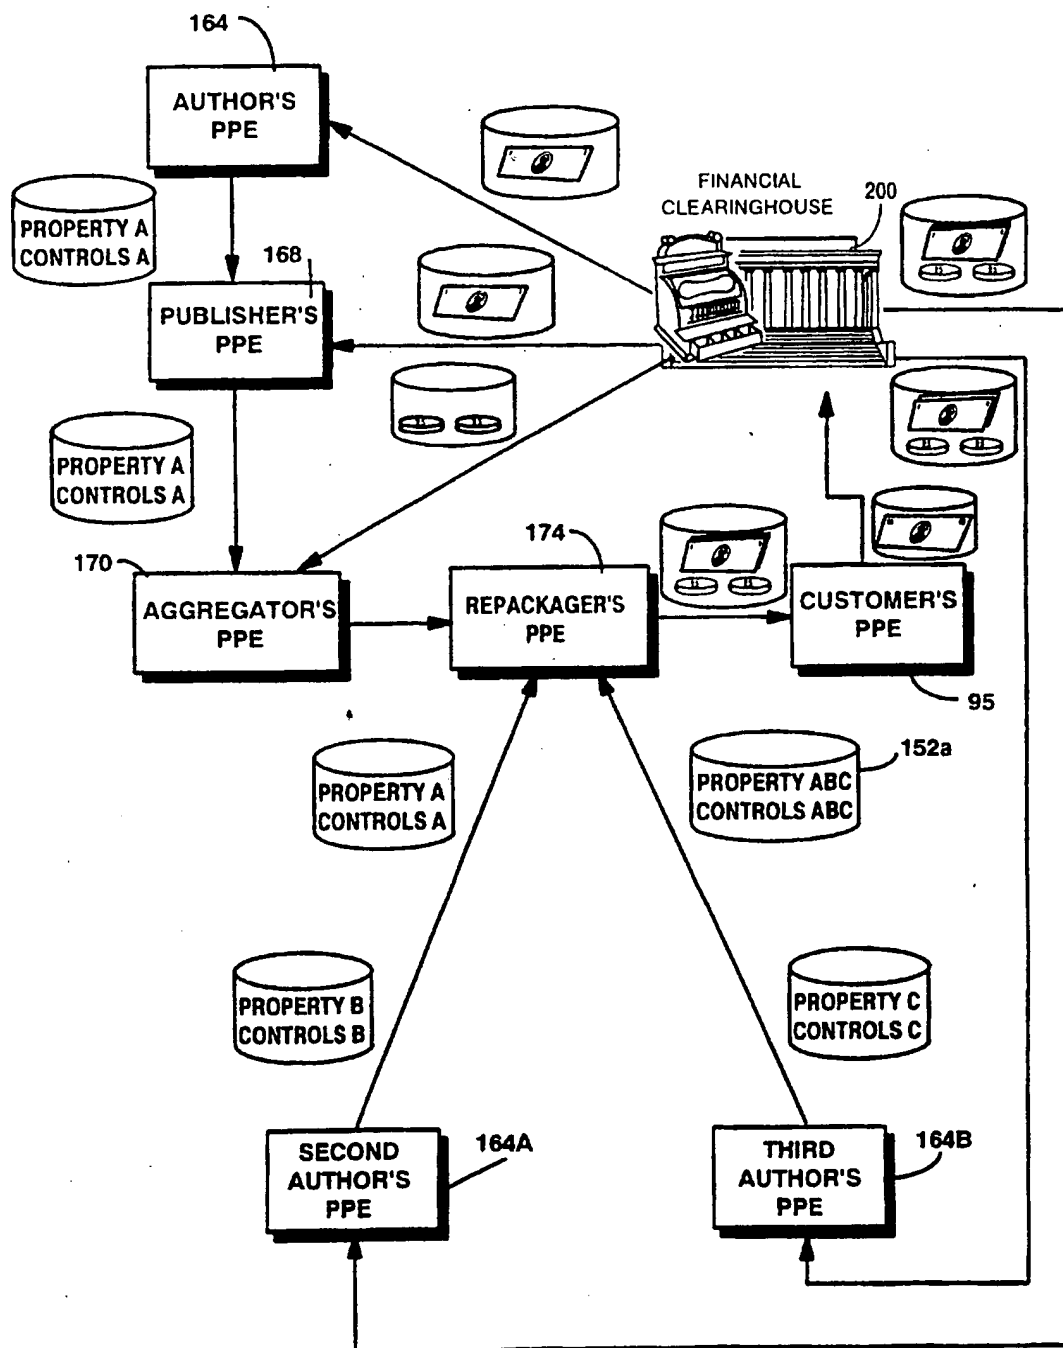 164
AUTHOR'S
PPE
FINANCIAL
CLEARINGHOUSE
200
PROPERTY A
CONTROLS A
168
PUBLISHER'S
PPE
PROPERTY A
CONTROLS A
170
AGGREGATOR'S
PPE
174
REPACKAGER'S
PPE
CUSTOMER'S
PPE
95
PROPERTY A
CONTROLS A
152a
PROPERTY ABC
CONTROLS ABC
PROPERTY B
CONTROLS B
PROPERTY C
CONTROLS C
SECOND
AUTHOR'S
PPE
164A
THIRD
AUTHOR'S
PPE
164B